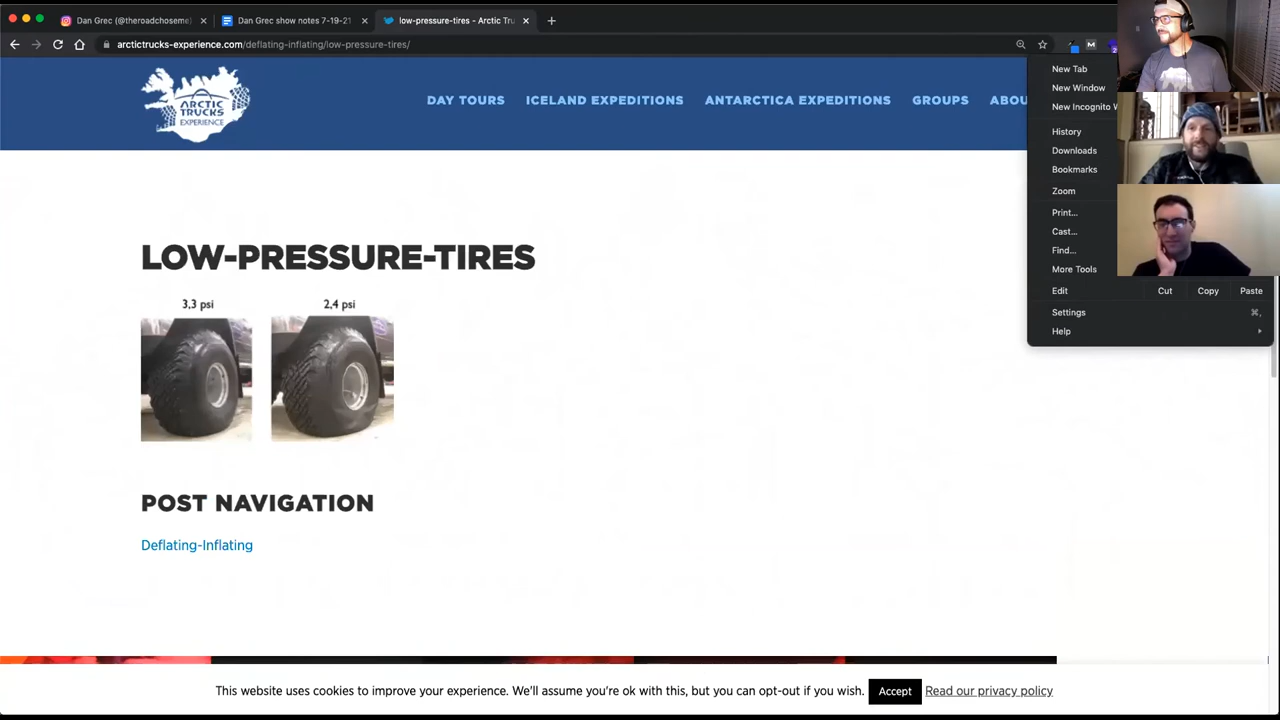 Dan Grec (@theroadchoseme)
Dan Grec show notes 7-19-21
low-pressure-tires - Arctic Tru
arctictrucks-experience.com/deflating-inflating/low-pressure-tires/
ARCTIC
TRUCKS
EXPERIENCE
DAY TOURS
ICELAND EXPEDITIONS
ANTARCTICA EXPEDITIONS
GROUPS
ABOU
New Tab
New Window
New Incognito W
History
Downloads
Bookmarks
Zoom
Print...
Cast...
Find...
More Tools
Edit Cut Copy Paste
Settings ⌘,
Help
LOW-PRESSURE-TIRES
3,3 psi 2,4 psi
POST NAVIGATION
Deflating-Inflating
This website uses cookies to improve your experience. We'll assume you're ok with this, but you can opt-out if you wish. Accept Read our privacy policy